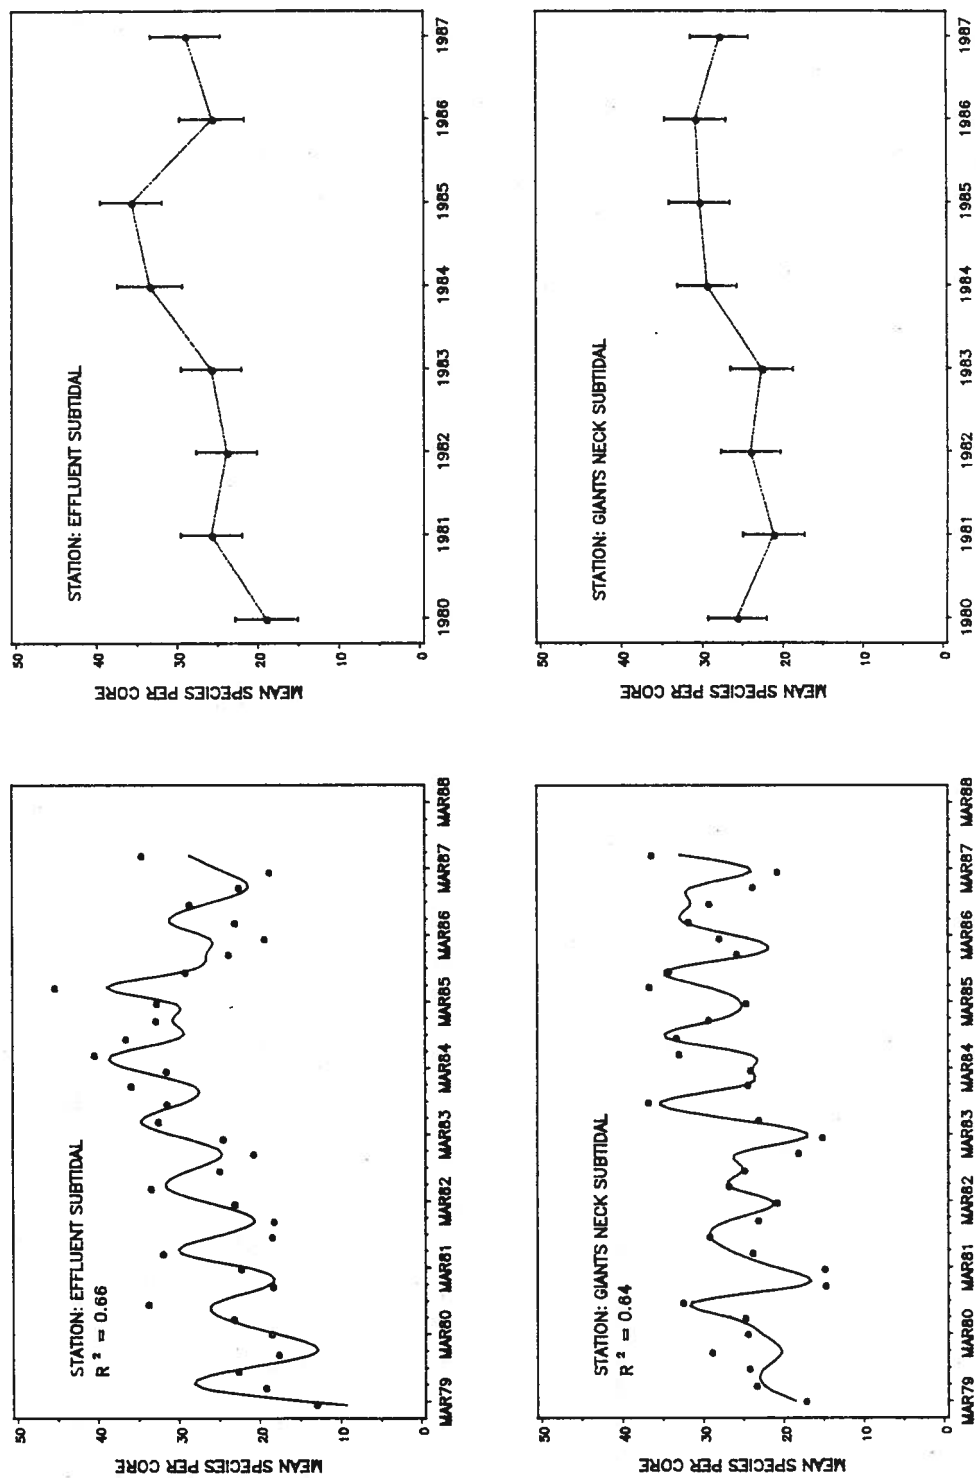 STATION: EFFLUENT SUBTIDAL
R² = 0.66
MEAN SPECIES PER CORE
50
40
30
20
10
0
MAR79 MAR80 MAR81 MAR82 MAR83 MAR84 MAR85 MAR86 MAR87 MAR88
STATION: EFFLUENT SUBTIDAL
MEAN SPECIES PER CORE
50
40
30
20
10
0
1980 1981 1982 1983 1984 1985 1986 1987
STATION: GIANTS NECK SUBTIDAL
R² = 0.64
MEAN SPECIES PER CORE
50
40
30
20
10
0
MAR79 MAR80 MAR81 MAR82 MAR83 MAR84 MAR85 MAR86 MAR87 MAR88
STATION: GIANTS NECK SUBTIDAL
MEAN SPECIES PER CORE
50
40
30
20
10
0
1980 1981 1982 1983 1984 1985 1986 1987